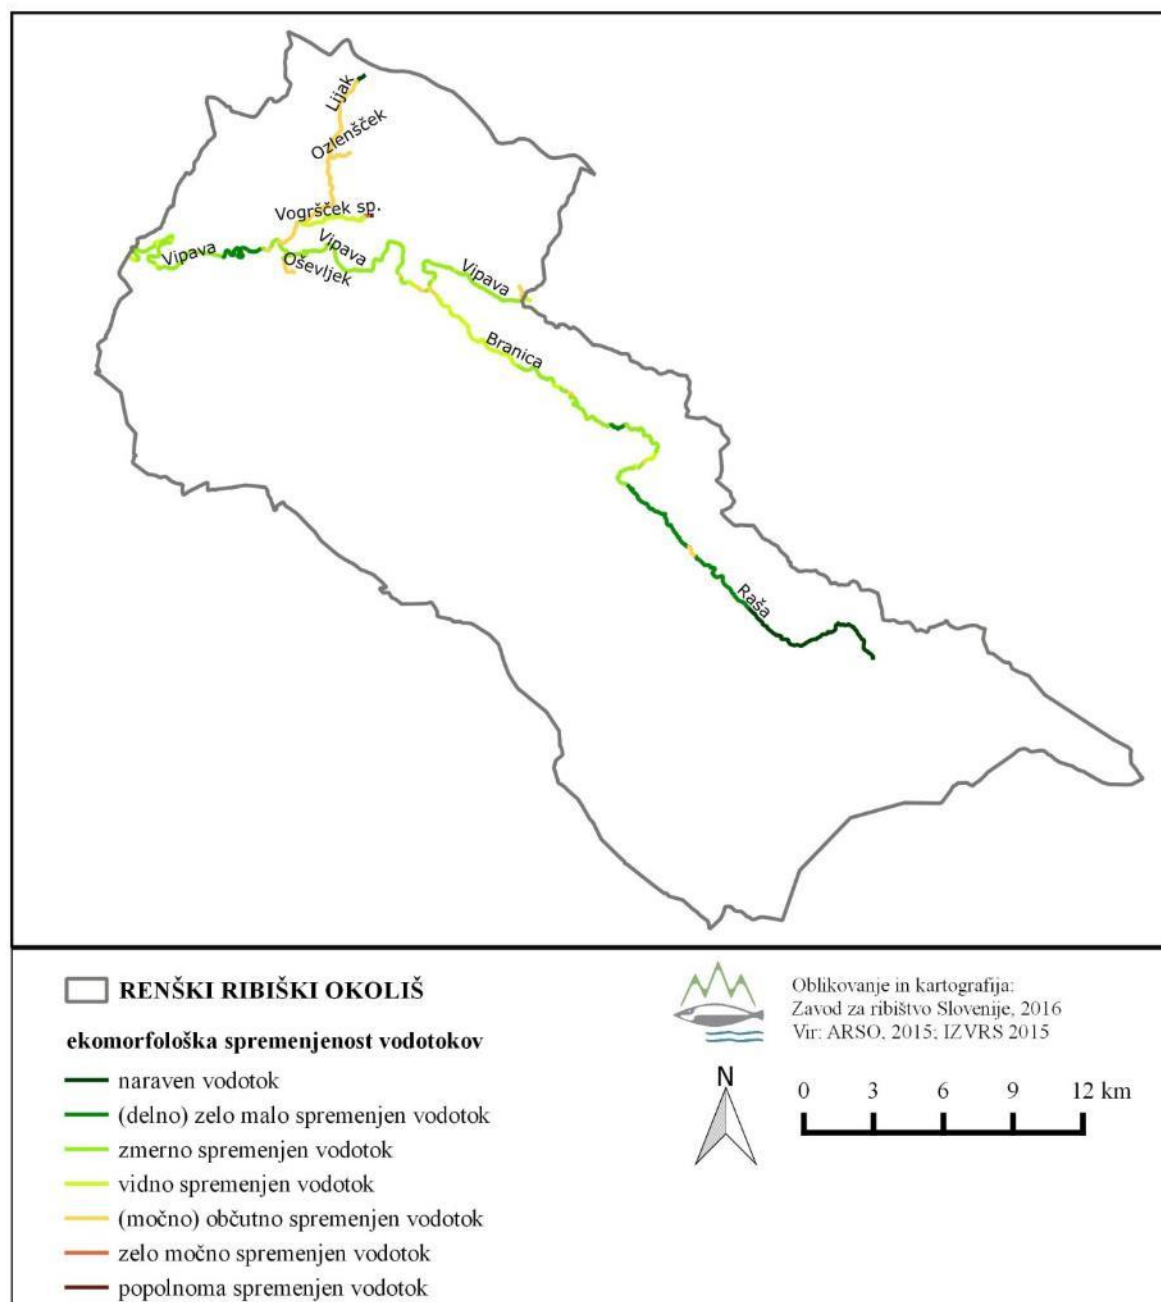 Lijak
Ozlenšček
Vogršček sp.
Vipava
Vipava
Oševljek
Vipava
Branica
Raša
RENŠKI RIBIŠKI OKOLIŠ
ekomorfološka spremenjenost vodotokov
naraven vodotok
(delno) zelo malo spremenjen vodotok
zmerno spremenjen vodotok
vidno spremenjen vodotok
(močno) občutno spremenjen vodotok
zelo močno spremenjen vodotok
popolnoma spremenjen vodotok
Oblikovanje in kartografija:
Zavod za ribištvo Slovenije, 2016
Vir: ARSO, 2015; IZVRS 2015
N
0 3 6 9 12 km